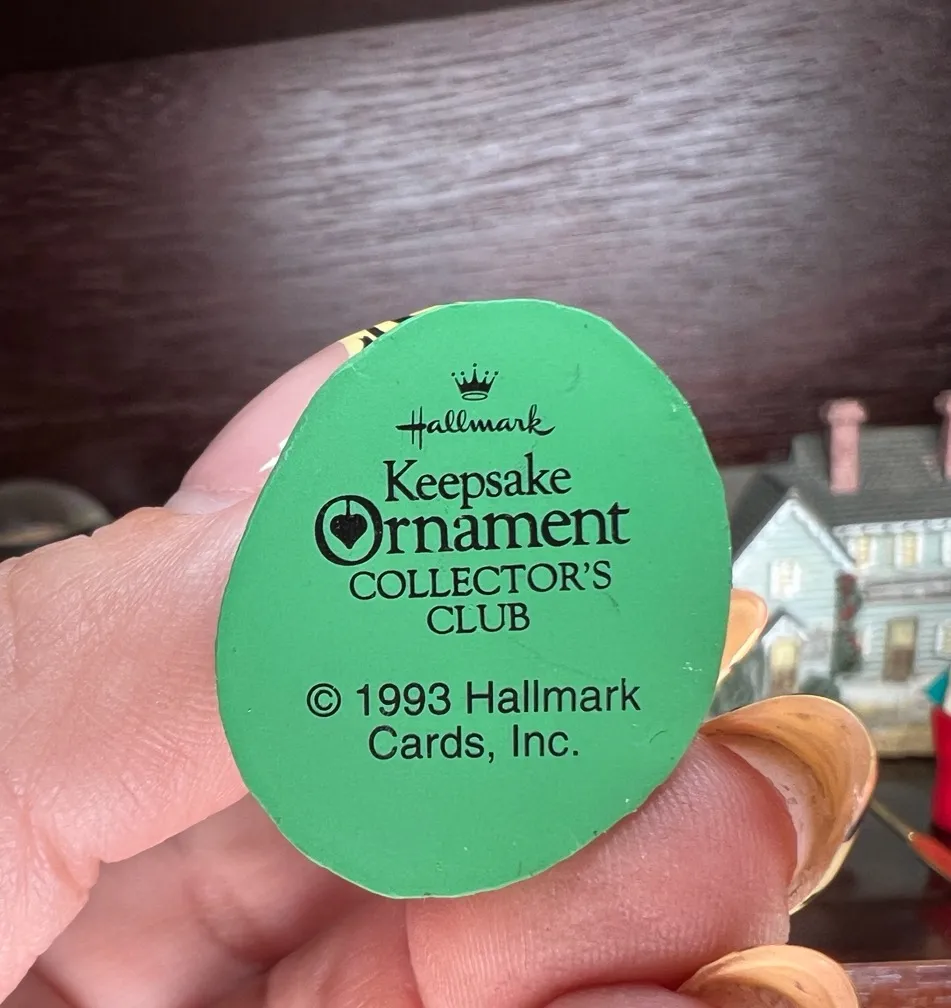 Hallmark
Keepsake
Ornament
COLLECTOR'S
CLUB
© 1993 Hallmark
Cards, Inc.